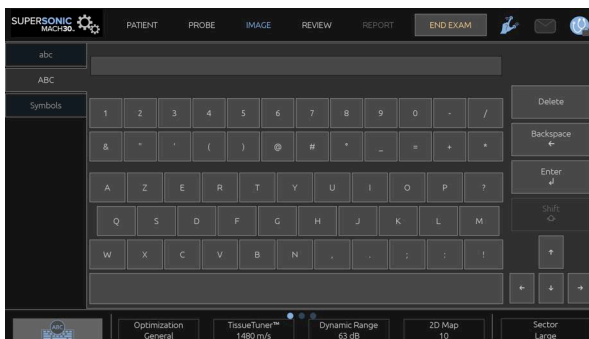 SUPERSONIC
MACH30.
PATIENT PROBE IMAGE REVIEW REPORT END EXAM
abc
ABC
Symbols
1 2 3 4 5 6 7 8 9 0 - /
& " ' ( ) @ # _ = + *
A Z E R T Y U I O P ?
Q S D F G H J K L M
W X C V B N , . ; : !
Delete
Backspace
←
Enter
↲
Shift
↑
← ↓ →
ABC
Optimization TissueTuner™ Dynamic Range 2D Map Sector
General 1480 m/s 63 dB 10 Large